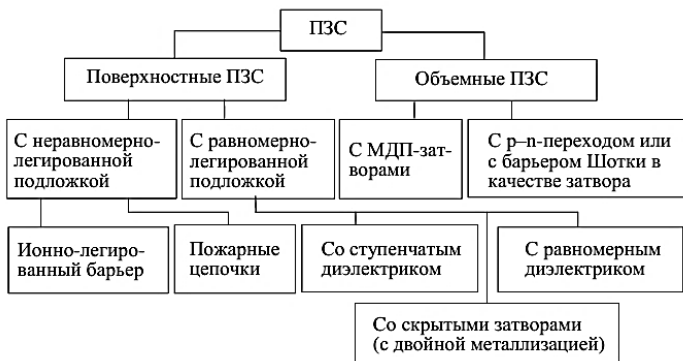 ПЗС
Поверхностные ПЗС
Объемные ПЗС
С неравномерно-
легированной
подложкой
С равномерно-
легированной
подложкой
С МДП-зат-
ворами
С p–n-переходом или
с барьером Шотки в
качестве затвора
Ионно-легиро-
ванный барьер
Пожарные
цепочки
Со ступенчатым
диэлектриком
С равномерным
диэлектриком
Со скрытыми затворами
(с двойной металлизацией)